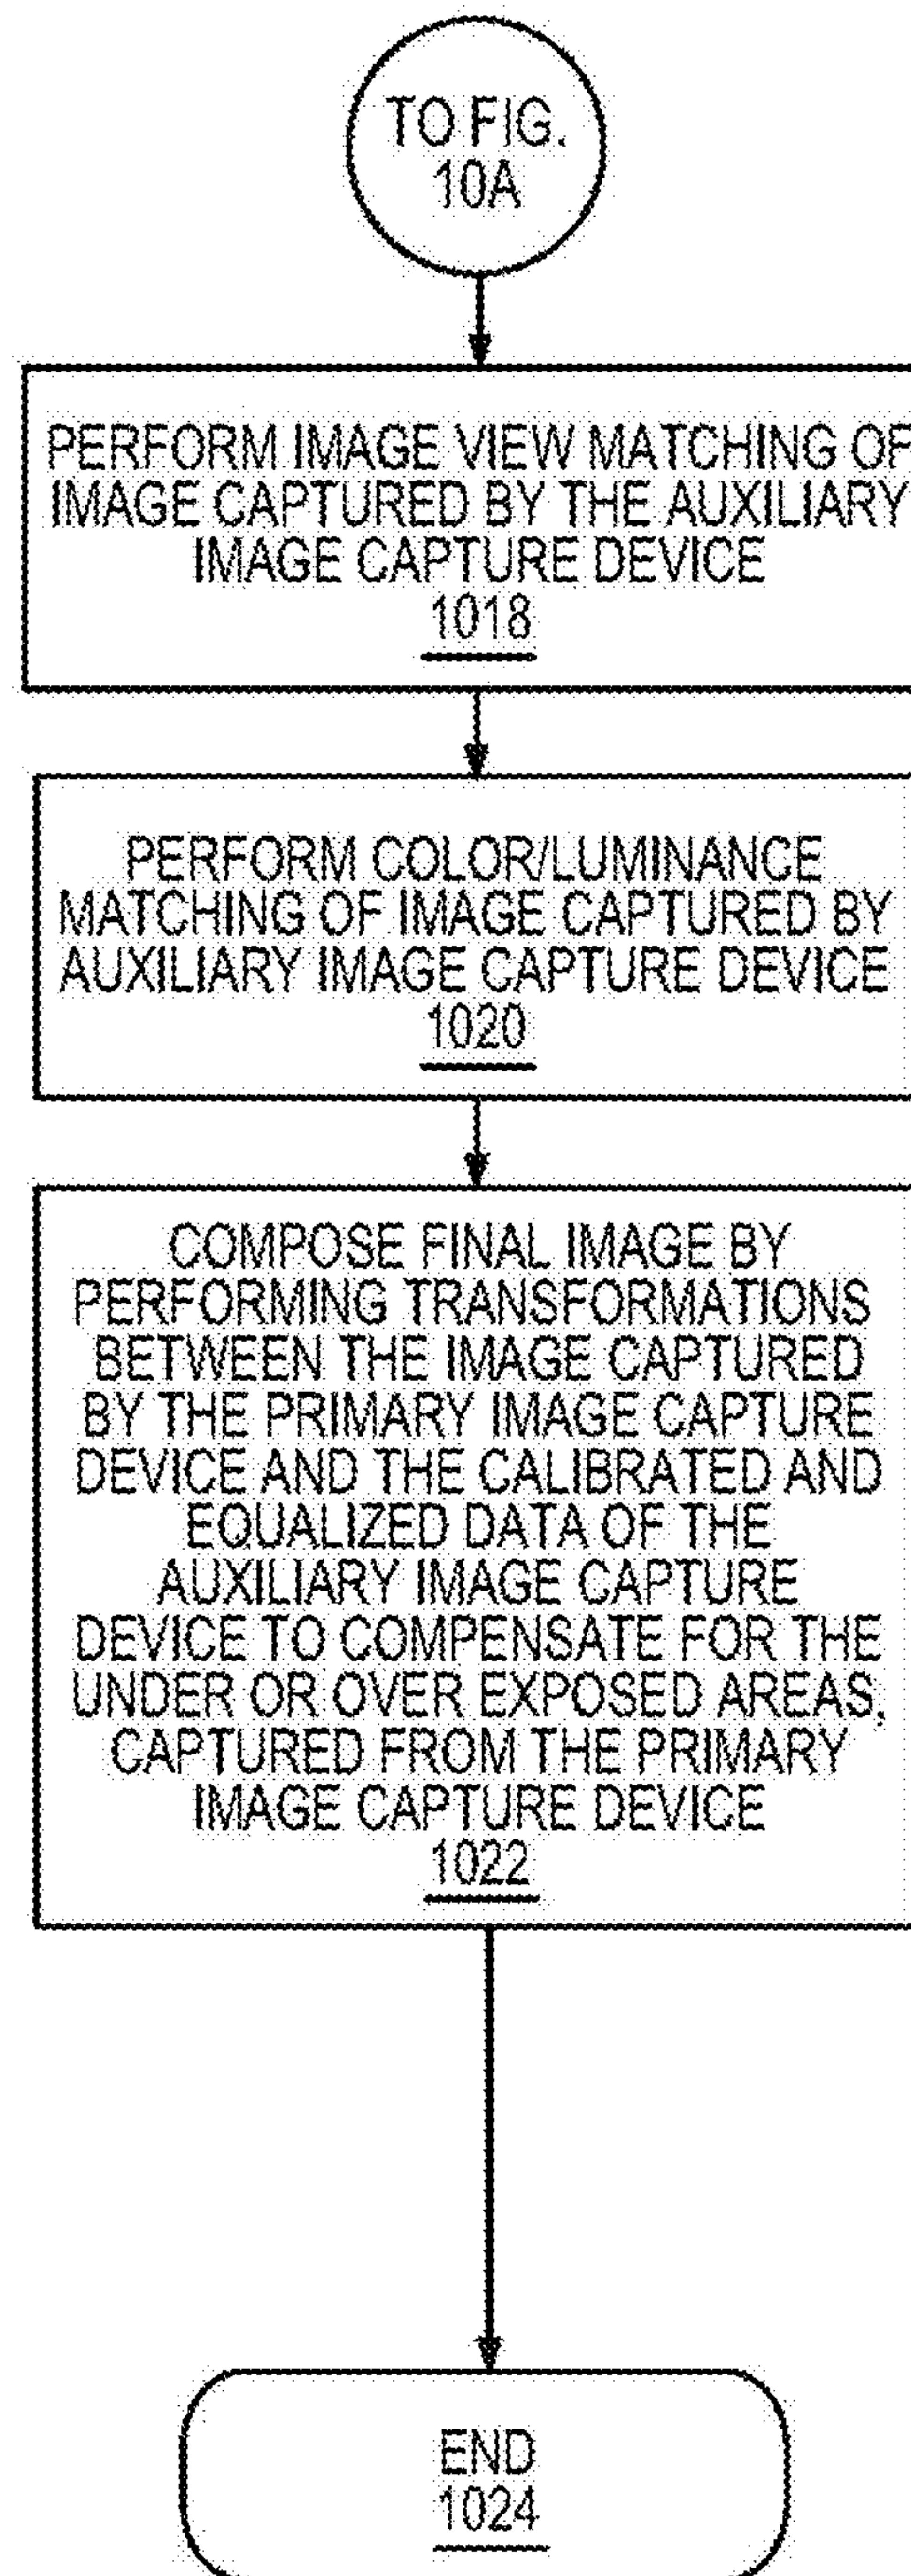 TO FIG.
10A
PERFORM IMAGE VIEW MATCHING OF
IMAGE CAPTURED BY THE AUXILIARY
IMAGE CAPTURE DEVICE
1018
PERFORM COLOR/LUMINANCE
MATCHING OF IMAGE CAPTURED BY
AUXILIARY IMAGE CAPTURE DEVICE
1020
COMPOSE FINAL IMAGE BY
PERFORMING TRANSFORMATIONS
BETWEEN THE IMAGE CAPTURED
BY THE PRIMARY IMAGE CAPTURE
DEVICE AND THE CALIBRATED AND
EQUALIZED DATA OF THE
AUXILIARY IMAGE CAPTURE
DEVICE TO COMPENSATE FOR THE
UNDER OR OVER EXPOSED AREAS,
CAPTURED FROM THE PRIMARY
IMAGE CAPTURE DEVICE
1022
END
1024